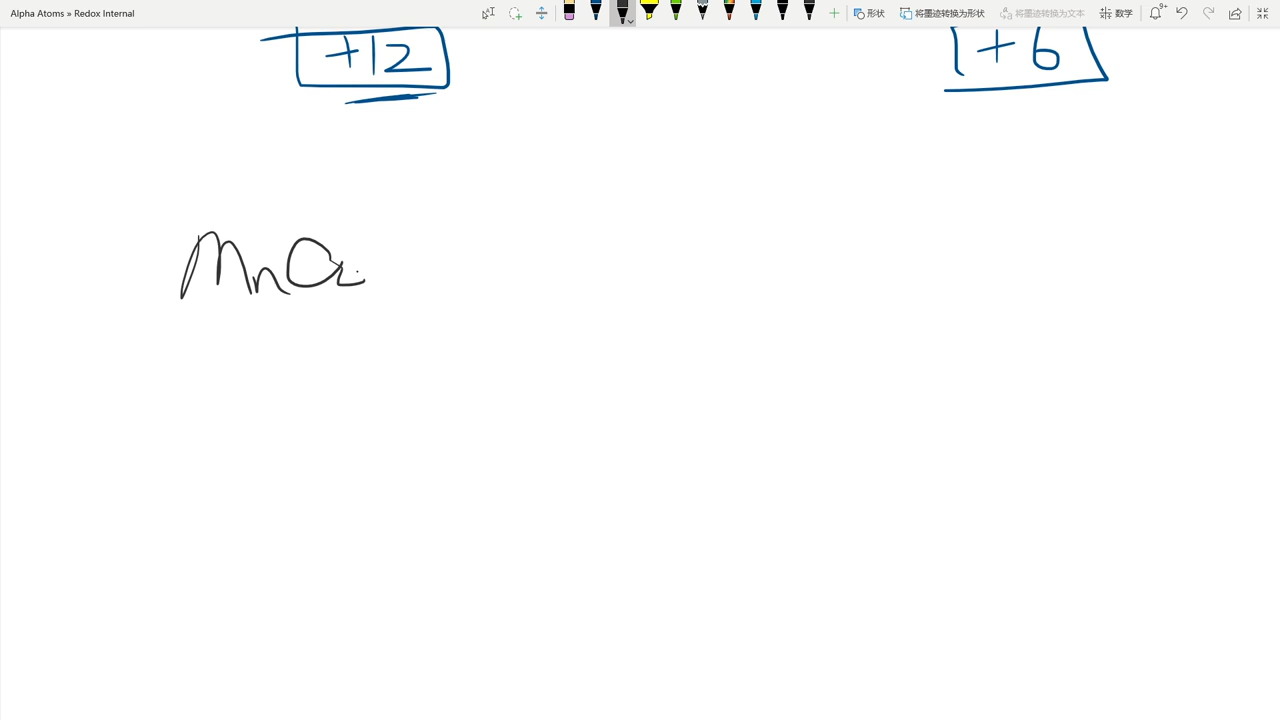 Alpha Atoms » Redox Internal
形状 将墨迹转换为形状 将墨迹转换为文本 数学
+12
+6
MnO2